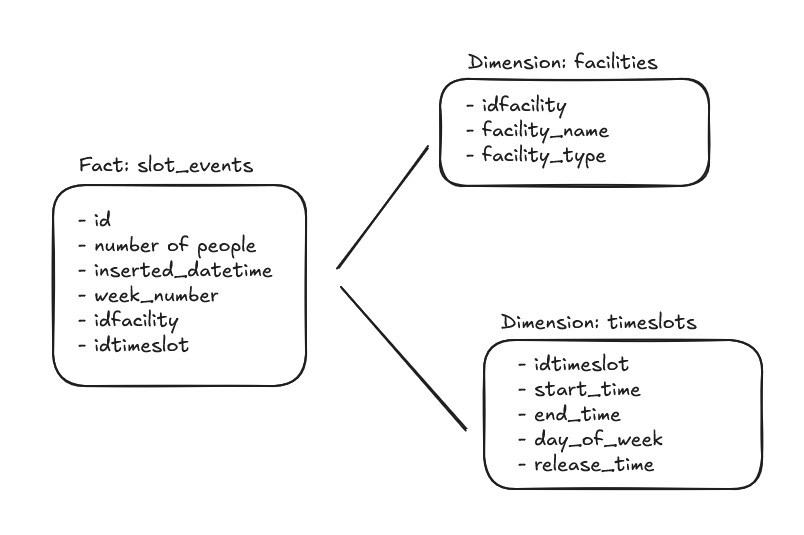 Fact: slot_events
- id
- number of people
- inserted_datetime
- week_number
- idfacility
- idtimeslot
Dimension: facilities
- idfacility
- facility_name
- facility_type
Dimension: timeslots
- idtimeslot
- start_time
- end_time
- day_of_week
- release_time